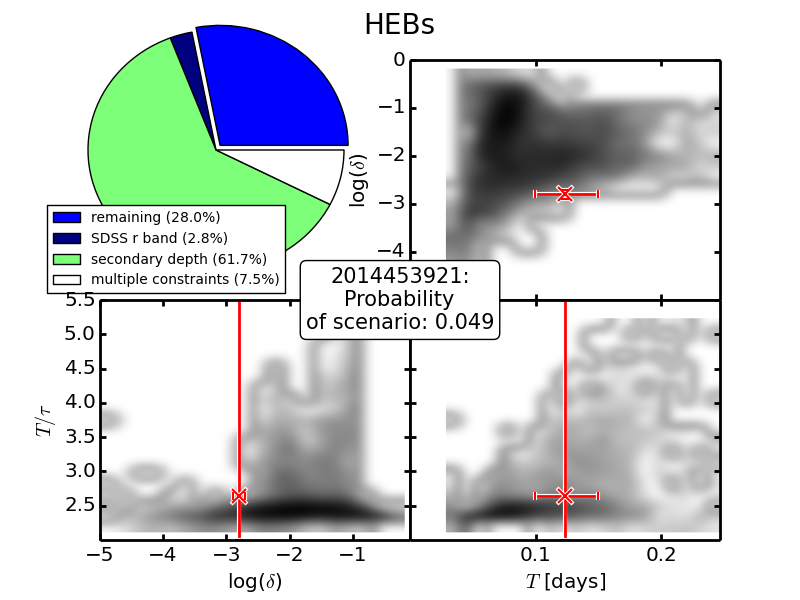 HEBs
remaining (28.0%)
SDSS r band (2.8%)
secondary depth (61.7%)
multiple constraints (7.5%)
log(δ)
0
−1
−2
−3
−4
2014453921:
Probability
of scenario: 0.049
T/τ
5.5
5.0
4.5
4.0
3.5
3.0
2.5
−5 −4 −3 −2 −1
log(δ)
0.1 0.2
T [days]